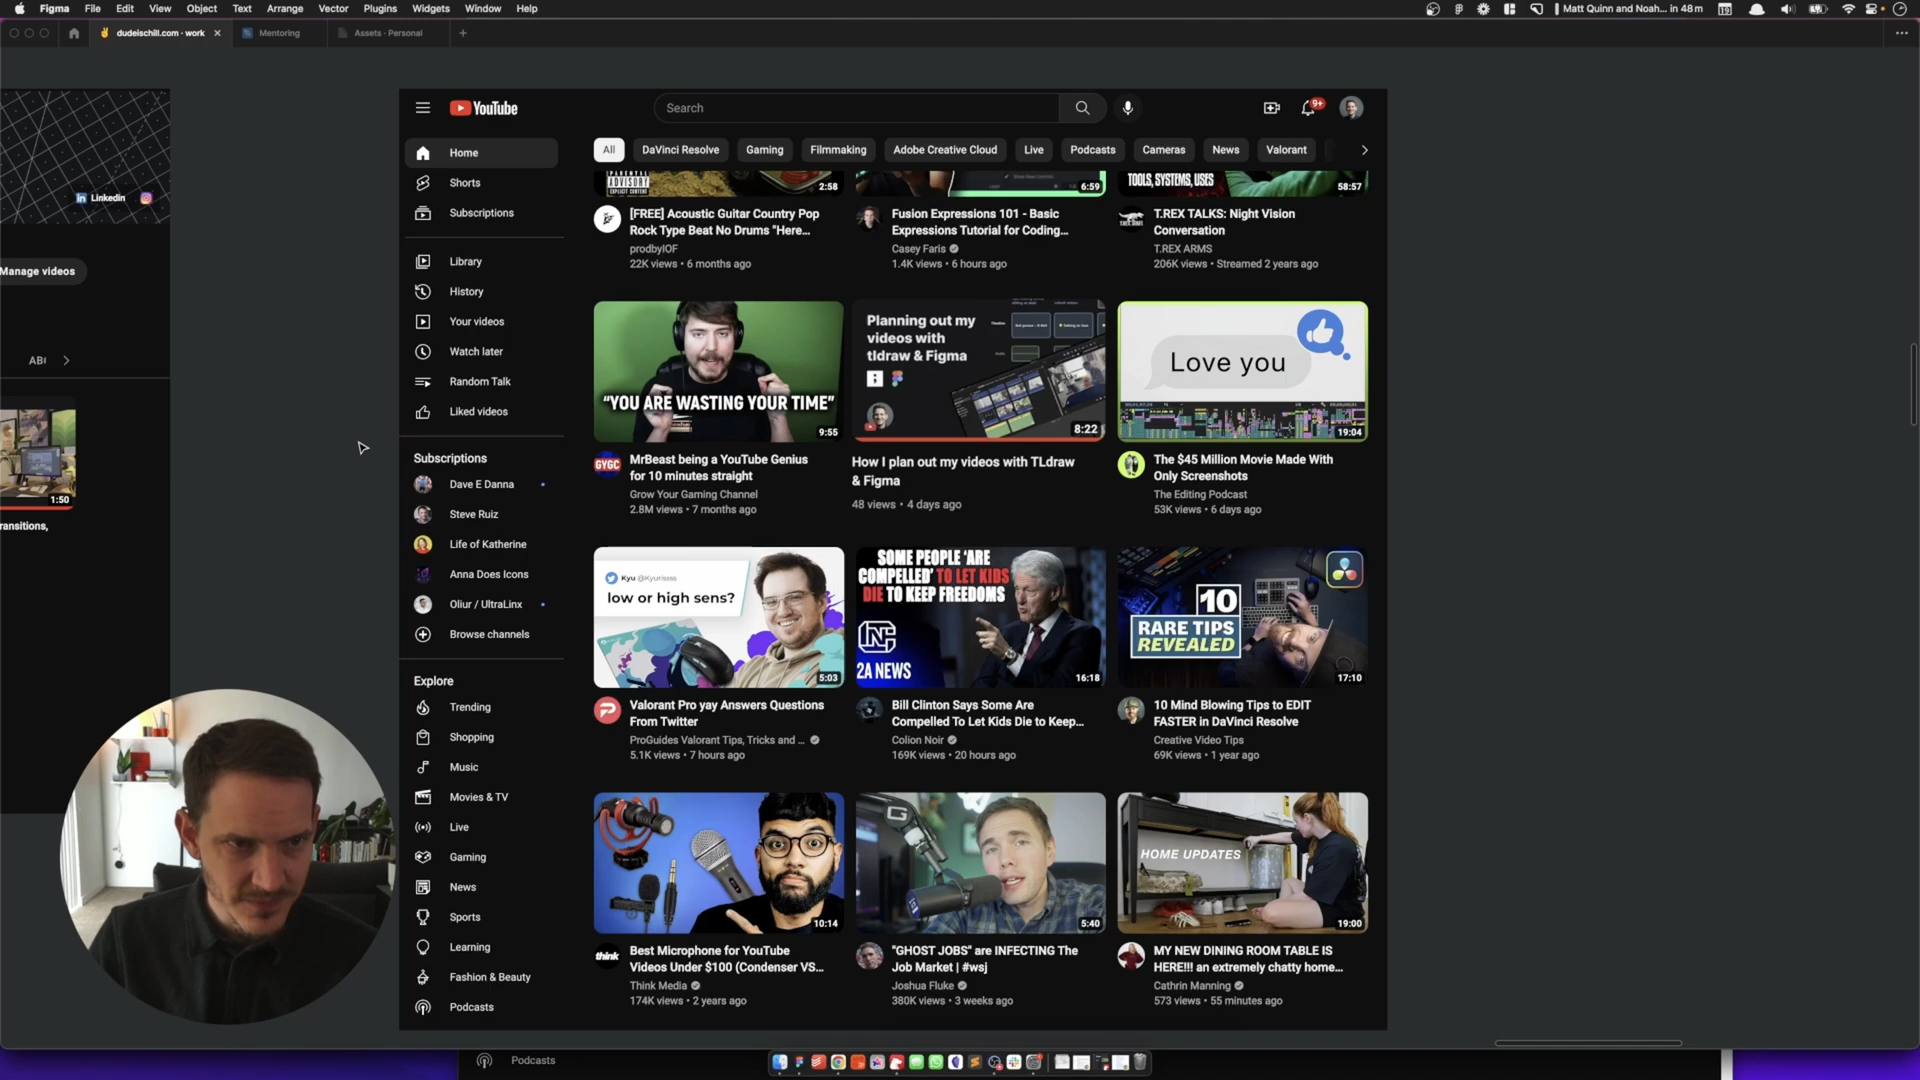 Figma File Edit View Object Text Arrange Vector Plugins Widgets Window Help
Matt Quinn and Noah... in 48 m
dudeischill.com - work
Mentoring
Assets - Personal
YouTube
Search
9+
Home
All
DaVinci Resolve
Gaming
Filmmaking
Adobe Creative Cloud
Live
Podcasts
Cameras
News
Valorant
Shorts
Subscriptions
Library
History
Your videos
Watch later
Random Talk
Liked videos
Subscriptions
Dave E Danna
Steve Ruiz
Life of Katherine
Anna Does Icons
Oliur / UltraLinx
Browse channels
Explore
Trending
Shopping
Music
Movies & TV
Live
Gaming
News
Sports
Learning
Fashion & Beauty
Podcasts
Linkedin
Manage videos
1:50
ransitions,
ADVISORY
2:58
6:59
TOOLS, SYSTEMS, USES
58:57
[FREE] Acoustic Guitar Country Pop
Rock Type Beat No Drums "Here...
prodbyIOF
22K views • 6 months ago
Fusion Expressions 101 - Basic
Expressions Tutorial for Coding...
Casey Faris
1.4K views • 6 hours ago
T.REX TALKS: Night Vision
Conversation
T.REX ARMS
206K views • Streamed 2 years ago
"YOU ARE WASTING YOUR TIME"
9:55
Planning out my
videos with
tldraw & Figma
8:22
Love you
19:04
GYGC
MrBeast being a YouTube Genius
for 10 minutes straight
Grow Your Gaming Channel
2.8M views • 7 months ago
How I plan out my videos with TLdraw
& Figma
48 views • 4 days ago
The $45 Million Movie Made With
Only Screenshots
The Editing Podcast
53K views • 6 days ago
Kyu @Kyurissss
low or high sens?
5:03
SOME PEOPLE 'ARE
COMPELLED' TO LET KIDS
DIE TO KEEP FREEDOMS
2A NEWS
16:18
10
RARE TIPS
REVEALED
17:10
Valorant Pro yay Answers Questions
From Twitter
ProGuides Valorant Tips, Tricks and ...
5.1K views • 7 hours ago
Bill Clinton Says Some Are
Compelled To Let Kids Die to Keep...
Colion Noir
169K views • 20 hours ago
10 Mind Blowing Tips to EDIT
FASTER in DaVinci Resolve
Creative Video Tips
69K views • 1 year ago
10:14
5:40
HOME UPDATES
19:00
think
Best Microphone for YouTube
Videos Under $100 (Condenser VS...
Think Media
174K views • 2 years ago
"GHOST JOBS" are INFECTING The
Job Market | #wsj
Joshua Fluke
380K views • 3 weeks ago
MY NEW DINING ROOM TABLE IS
HERE!!! an extremely chatty home...
Cathrin Manning
573 views • 55 minutes ago
Podcasts